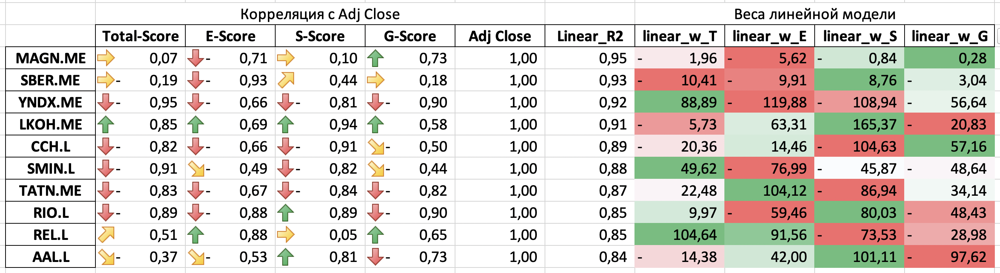 Корреляция с Adj Close Веса линейной модели
Total-Score E-Score S-Score G-Score Adj Close Linear_R2 linear_w_T linear_w_E linear_w_S linear_w_G
MAGN.ME 0,07 - 0,71 0,10 0,73 1,00 0,95 - 1,96 - 5,62 - 0,84 0,28
SBER.ME - 0,19 - 0,93 0,44 0,18 1,00 0,93 - 10,41 - 9,91 8,76 - 3,04
YNDX.ME - 0,95 - 0,66 - 0,81 - 0,90 1,00 0,92 88,89 - 119,88 - 108,94 - 56,64
LKOH.ME 0,85 0,69 0,94 0,58 1,00 0,91 - 5,73 63,31 165,37 - 20,83
CCH.L - 0,82 - 0,66 - 0,91 - 0,50 1,00 0,89 - 20,36 14,46 - 104,63 57,16
SMIN.L - 0,91 - 0,49 - 0,82 - 0,44 1,00 0,88 49,62 - 76,99 - 45,87 - 48,64
TATN.ME - 0,83 - 0,67 - 0,84 - 0,82 1,00 0,87 22,48 104,12 - 86,94 34,14
RIO.L - 0,89 - 0,88 0,89 - 0,90 1,00 0,85 9,97 - 59,46 80,03 - 48,43
REL.L 0,51 0,88 0,05 0,65 1,00 0,85 104,64 91,56 - 73,53 - 28,98
AAL.L - 0,37 - 0,53 0,81 - 0,73 1,00 0,84 - 14,38 42,00 101,11 - 97,62